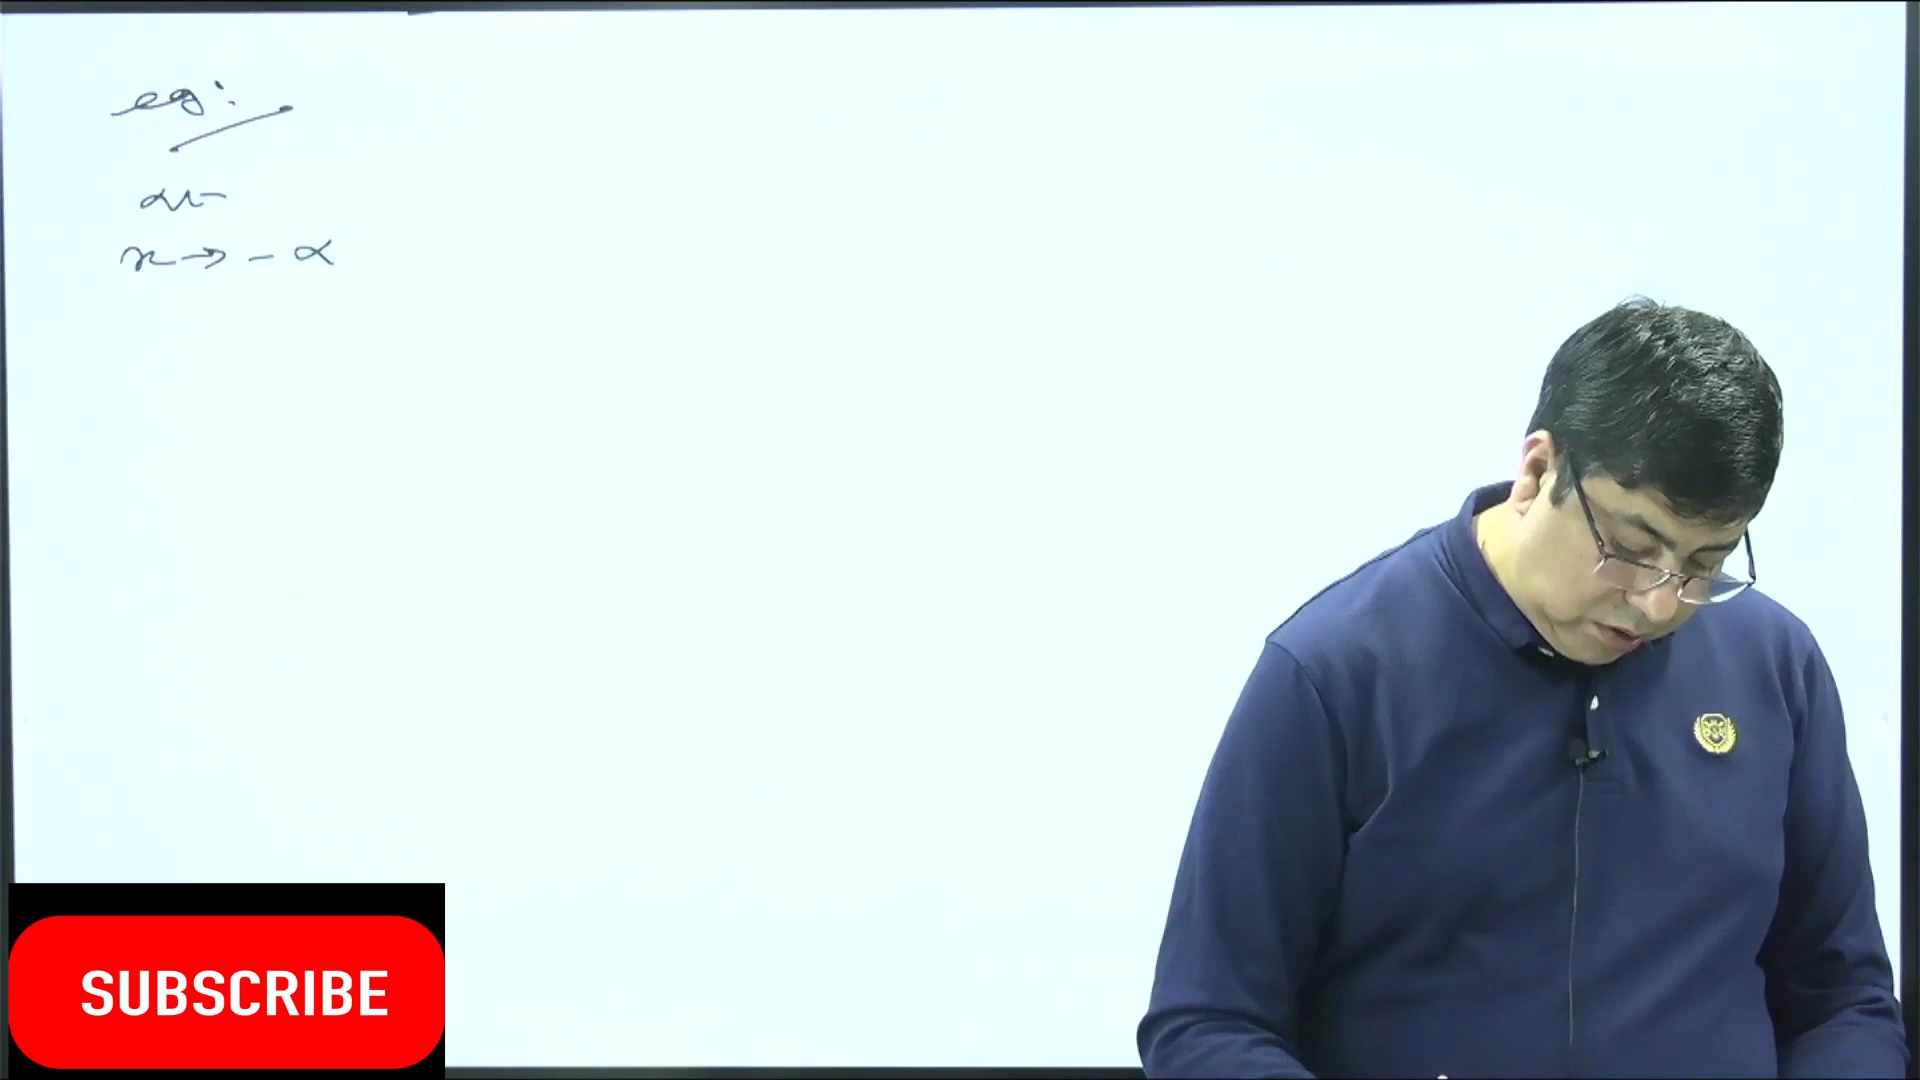 eg:
x → - ∝
SUBSCRIBE